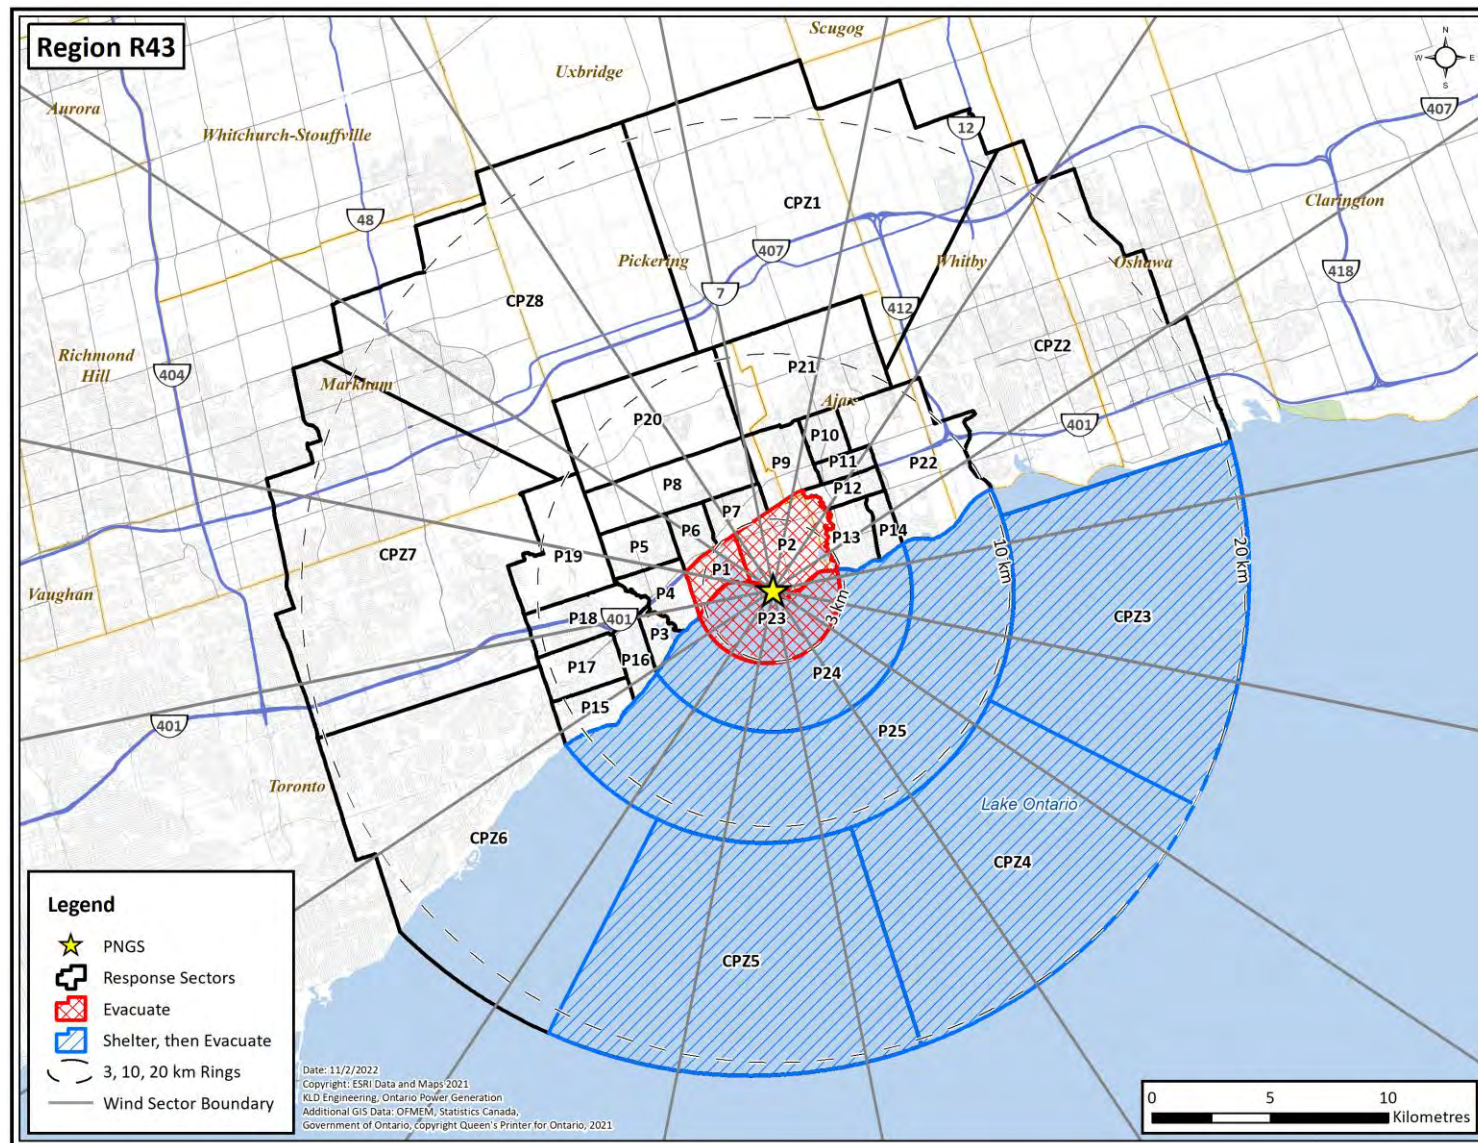 Region R43
Scugog
Uxbridge
N
W
E
S
Aurora
Whitchurch-Stouffville
12
407
48
CPZ1
Clarington
407
Pickering
Whitby
Oshawa
418
7
CPZ8
412
Richmond
Hill
404
Markham
CPZ2
P21
Ajax
P20
401
P10
P9
P11
P22
P8
P12
P7
P6
P2
P13
P14
P5
CPZ7
P19
P1
10 km
20 km
Vaughan
P4
3 km
P18
401
P23
CPZ3
P3
P16
P17
P24
P15
401
P25
Toronto
Lake Ontario
CPZ6
CPZ4
CPZ5
Legend
PNGS
Response Sectors
Evacuate
Shelter, then Evacuate
3, 10, 20 km Rings
Wind Sector Boundary
Date: 11/2/2022
Copyright: ESRI Data and Maps 2021
KLD Engineering, Ontario Power Generation
Additional GIS Data: OFMEM, Statistics Canada,
Government of Ontario, copyright Queen's Printer for Ontario, 2021
0 5 10
Kilometres